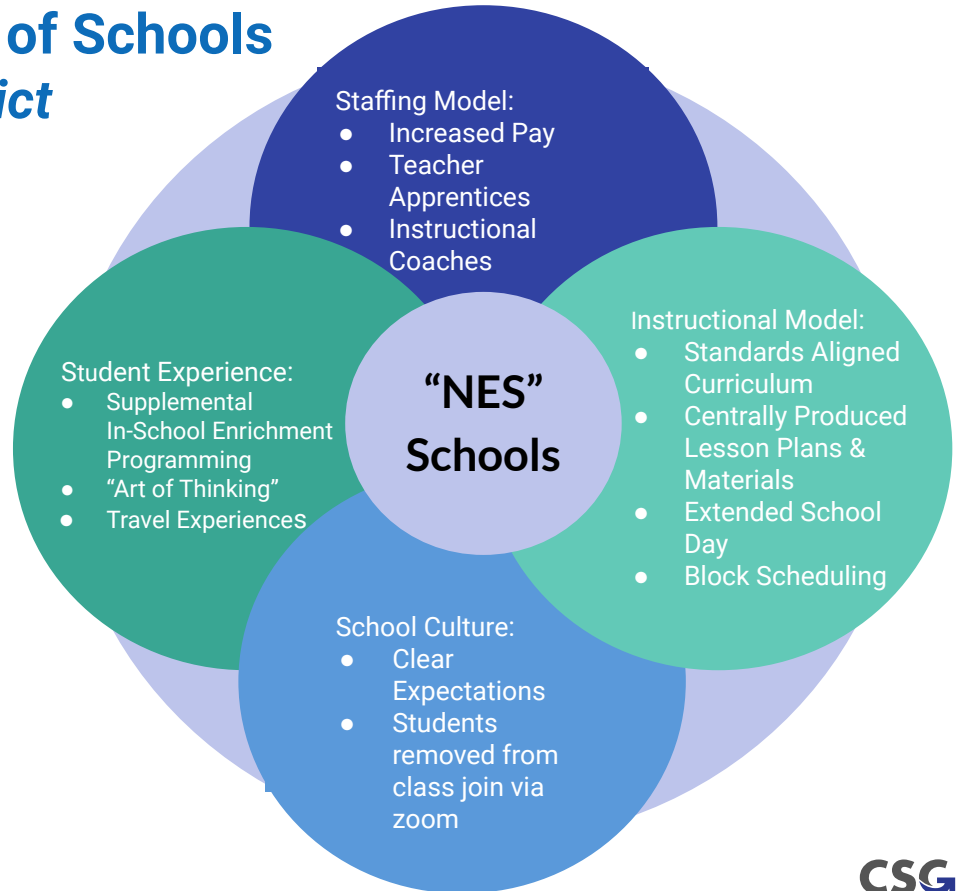 of Schools
ict
Staffing Model:
● Increased Pay
● Teacher
Apprentices
● Instructional
Coaches
Student Experience:
● Supplemental
In-School Enrichment
Programming
● “Art of Thinking”
● Travel Experiences
“NES”
Schools
Instructional Model:
● Standards Aligned
Curriculum
● Centrally Produced
Lesson Plans &
Materials
● Extended School
Day
● Block Scheduling
School Culture:
● Clear
Expectations
● Students
removed from
class join via
zoom
CSG